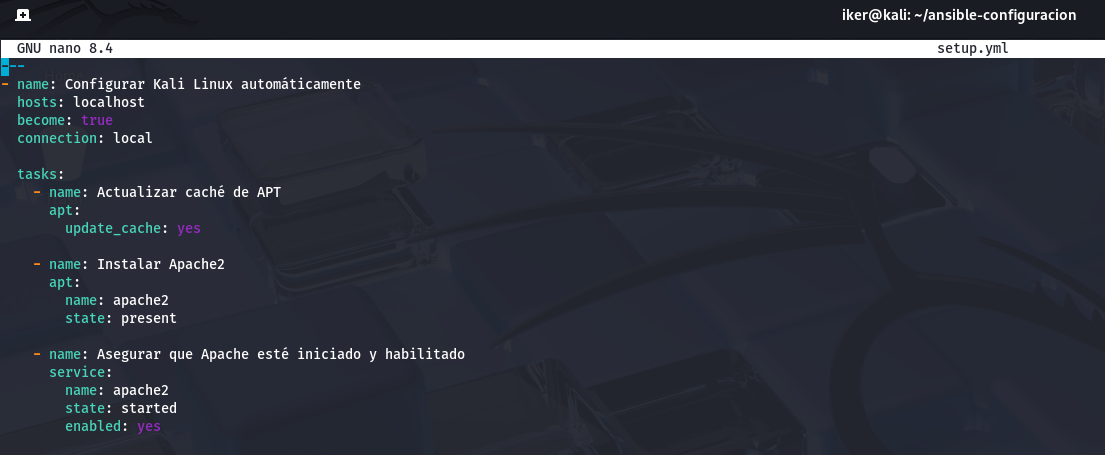 iker@kali: ~/ansible-configuracion
GNU nano 8.4 setup.yml
---
- name: Configurar Kali Linux automáticamente
  hosts: localhost
  become: true
  connection: local

  tasks:
    - name: Actualizar caché de APT
      apt:
        update_cache: yes

    - name: Instalar Apache2
      apt:
        name: apache2
        state: present

    - name: Asegurar que Apache esté iniciado y habilitado
      service:
        name: apache2
        state: started
        enabled: yes